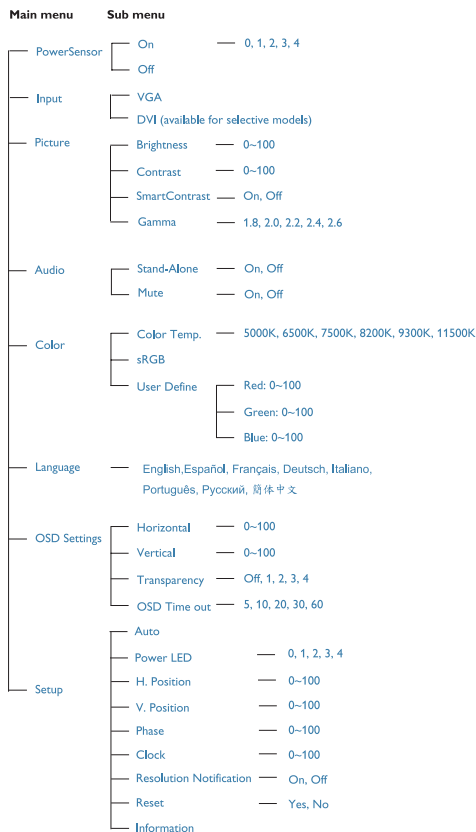 Main menu Sub menu
PowerSensor On 0, 1, 2, 3, 4
Off
Input VGA
DVI (available for selective models)
Picture Brightness 0~100
Contrast 0~100
SmartContrast On, Off
Gamma 1.8, 2.0, 2.2, 2.4, 2.6
Audio Stand-Alone On, Off
Mute On, Off
Color Color Temp. 5000K, 6500K, 7500K, 8200K, 9300K, 11500K
sRGB
User Define Red: 0~100
Green: 0~100
Blue: 0~100
Language English,Español, Français, Deutsch, Italiano,
Português, Русский, 简体中文
OSD Settings Horizontal 0~100
Vertical 0~100
Transparency Off, 1, 2, 3, 4
OSD Time out 5, 10, 20, 30, 60
Setup Auto
Power LED 0, 1, 2, 3, 4
H. Position 0~100
V. Position 0~100
Phase 0~100
Clock 0~100
Resolution Notification On, Off
Reset Yes, No
Information